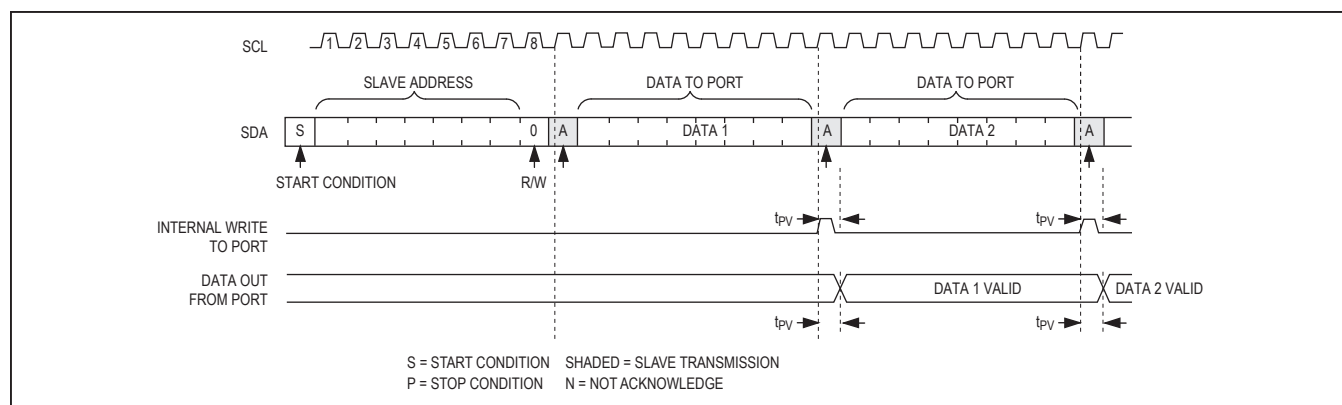 SCL 1 2 3 4 5 6 7 8
SLAVE ADDRESS DATA TO PORT DATA TO PORT
SDA S 0 A DATA 1 A DATA 2 A
START CONDITION R/W
tPV tPV
INTERNAL WRITE
TO PORT
DATA OUT
FROM PORT
DATA 1 VALID DATA 2 VALID
tPV tPV
S = START CONDITION SHADED = SLAVE TRANSMISSION
P = STOP CONDITION N = NOT ACKNOWLEDGE